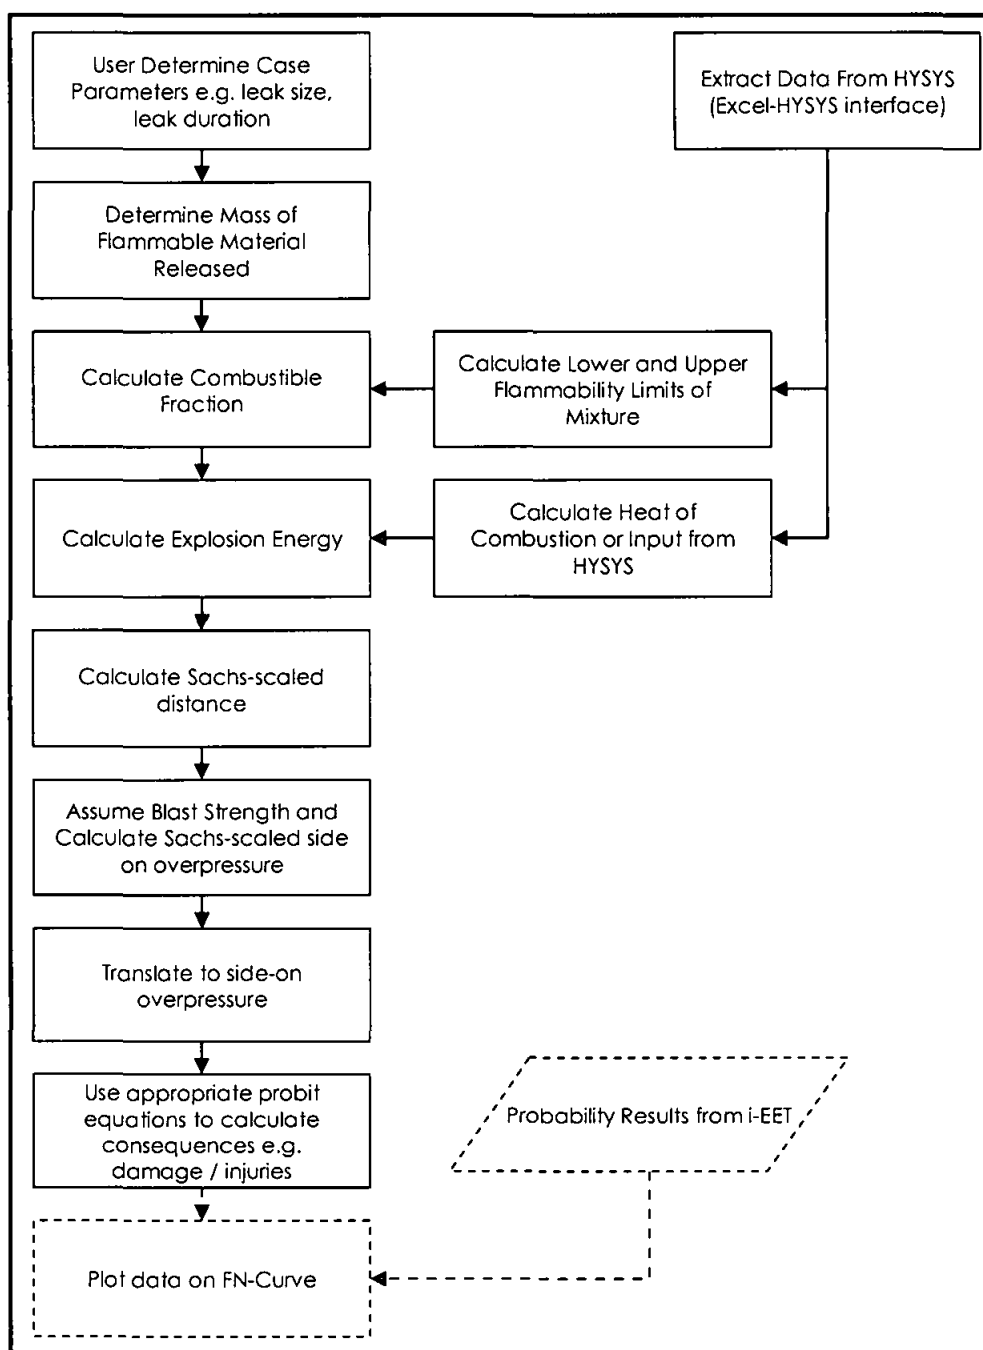 User Determine Case
Parameters e.g. leak size,
leak duration
Extract Data From HYSYS
(Excel-HYSYS interface)
Determine Mass of
Flammable Material
Released
Calculate Combustible
Fraction
Calculate Lower and Upper
Flammability Limits of
Mixture
Calculate Explosion Energy
Calculate Heat of
Combustion or Input from
HYSYS
Calculate Sachs-scaled
distance
Assume Blast Strength and
Calculate Sachs-scaled side
on overpressure
Translate to side-on
overpressure
Use appropriate probit
equations to calculate
consequences e.g.
damage / injuries
Probability Results from i-EET
Plot data on FN-Curve